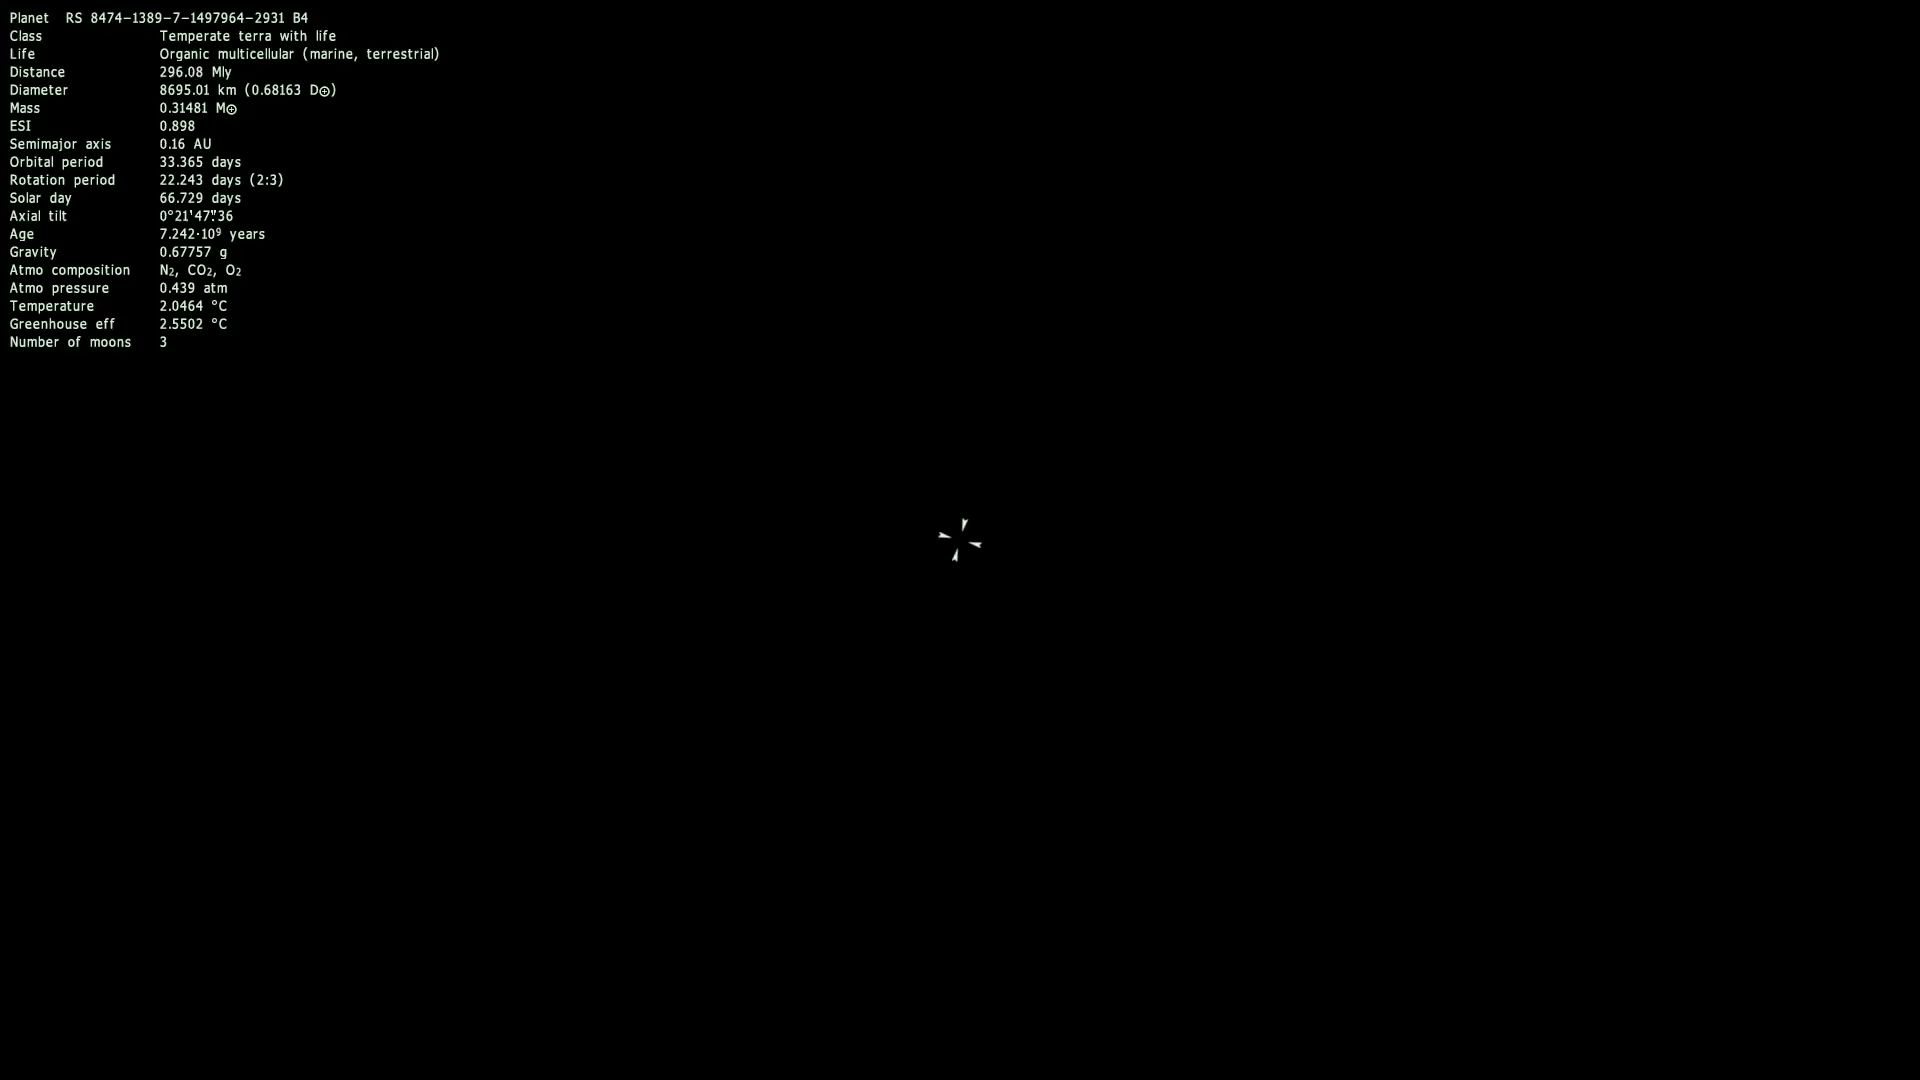 Planet RS 8474-1389-7-1497964-2931 B4
Class Temperate terra with life
Life Organic multicellular (marine, terrestrial)
Distance 296.08 Mly
Diameter 8695.01 km (0.68163 D⊕)
Mass 0.31481 M⊕
ESI 0.898
Semimajor axis 0.16 AU
Orbital period 33.365 days
Rotation period 22.243 days (2:3)
Solar day 66.729 days
Axial tilt 0°21'47."36
Age 7.242·10⁹ years
Gravity 0.67757 g
Atmo composition N₂, CO₂, O₂
Atmo pressure 0.439 atm
Temperature 2.0464 °C
Greenhouse eff 2.5502 °C
Number of moons 3